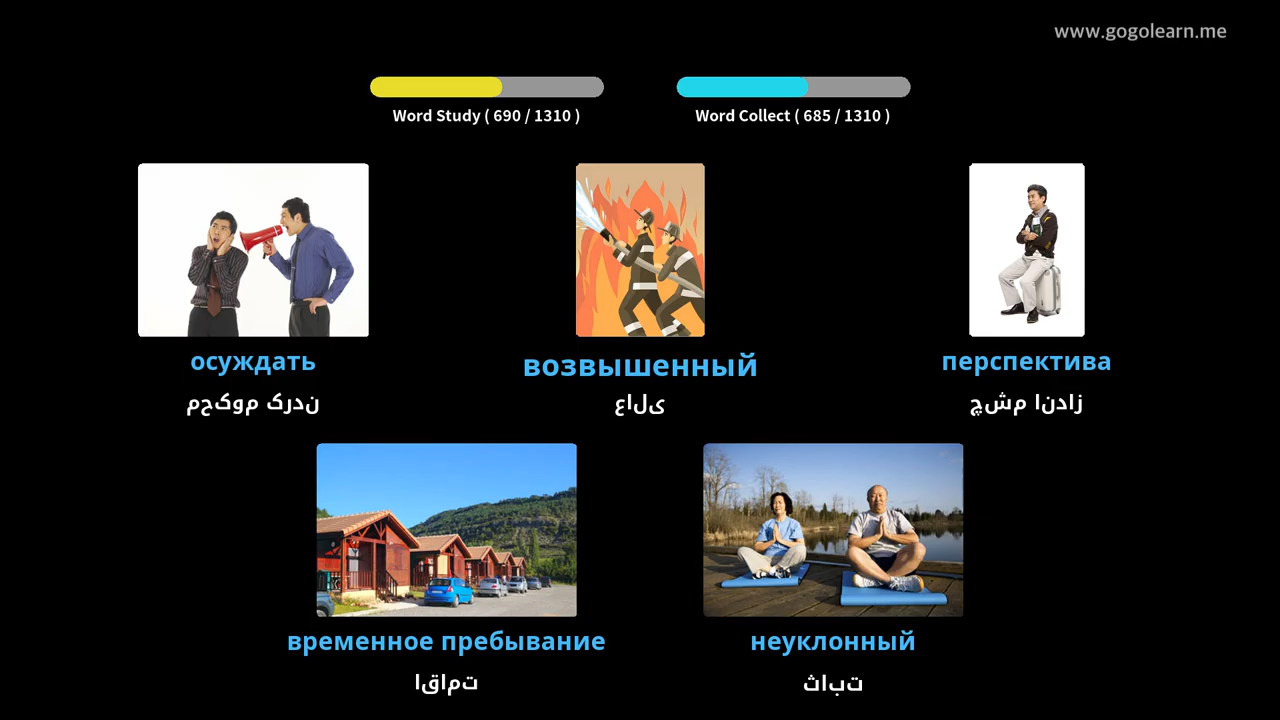 www.gogolearn.me
Word Study ( 690 / 1310 )
Word Collect ( 685 / 1310 )
осуждать
محکوم کردن
возвышенный
عالی
перспектива
چشم انداز
временное пребывание
اقامت
неуклонный
ثابت